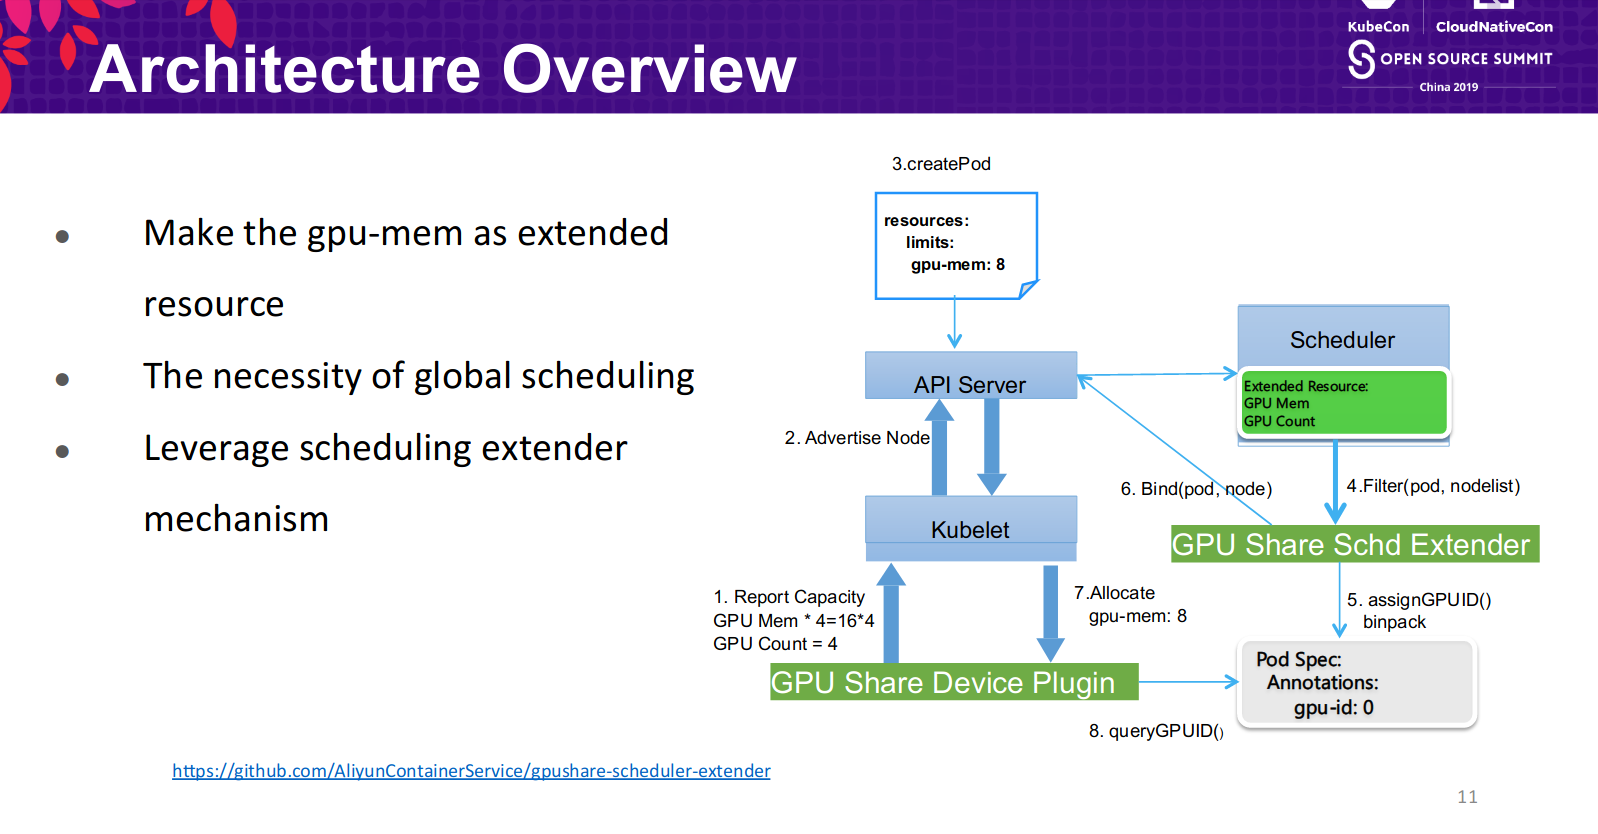 Architecture Overview
KubeCon
CloudNativeCon
OPEN SOURCE SUMMIT
China 2019
Make the gpu-mem as extended
resource
The necessity of global scheduling
Leverage scheduling extender
mechanism
https://github.com/AliyunContainerService/gpushare-scheduler-extender
3.createPod
resources:
limits:
gpu-mem: 8
API Server
Scheduler
Extended Resource:
GPU Mem
GPU Count
2. Advertise Node
6. Bind(pod, node)
4.Filter(pod, nodelist)
Kubelet
GPU Share Schd Extender
1. Report Capacity
GPU Mem * 4=16*4
GPU Count = 4
7.Allocate
gpu-mem: 8
5. assignGPUID()
binpack
GPU Share Device Plugin
Pod Spec:
Annotations:
gpu-id: 0
8. queryGPUID()
11